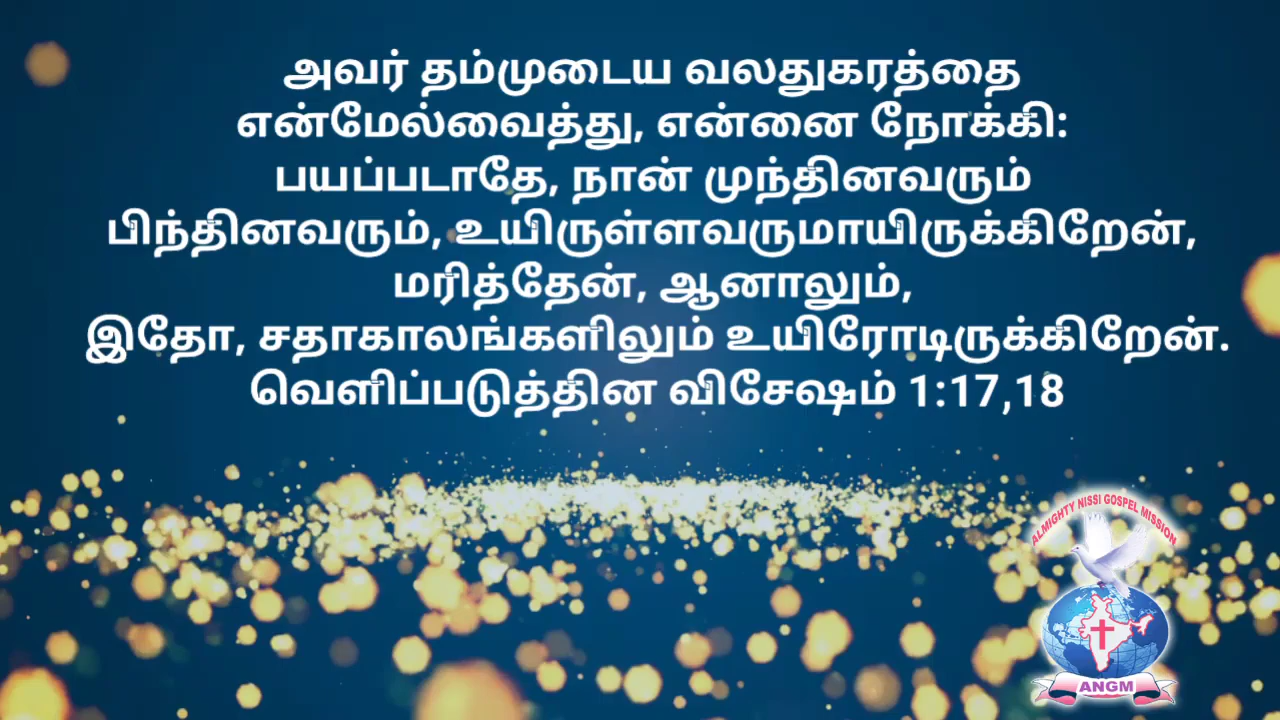 அவர் தம்முடைய வலதுகரத்தை
என்மேல்வைத்து, என்னை நோக்கி:
பயப்படாதே, நான் முந்தினவரும்
பிந்தினவரும், உயிருள்ளவருமாயிருக்கிறேன்,
மரித்தேன், ஆனாலும்,
இதோ, சதாகாலங்களிலும் உயிரோடிருக்கிறேன்.
வெளிப்படுத்தின விசேஷம் 1:17,18
ALMIGHTY NISSI GOSPEL MISSION
ANGM